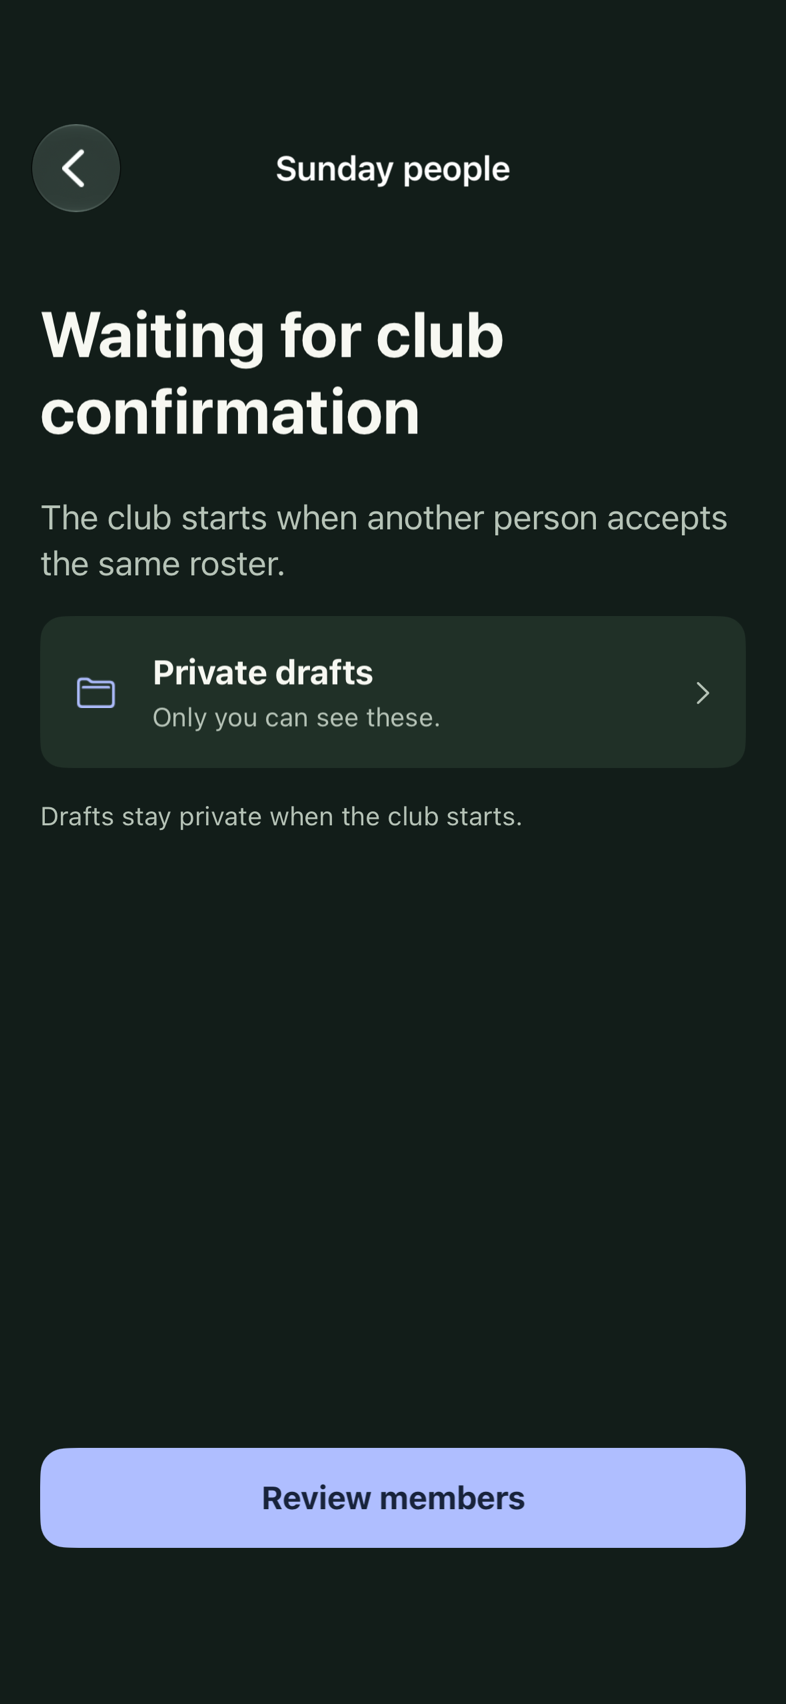 Sunday people
Waiting for club
confirmation
The club starts when another person accepts
the same roster.
Private drafts
Only you can see these.
Drafts stay private when the club starts.
Review members